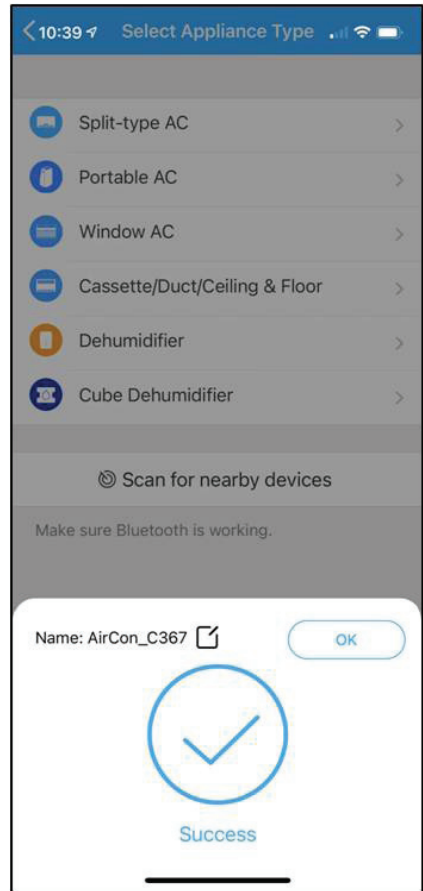 10:39 Select Appliance Type
Split-type AC
Portable AC
Window AC
Cassette/Duct/Ceiling & Floor
Dehumidifier
Cube Dehumidifier
Scan for nearby devices
Make sure Bluetooth is working.
Name: AirCon_C367 OK
Success